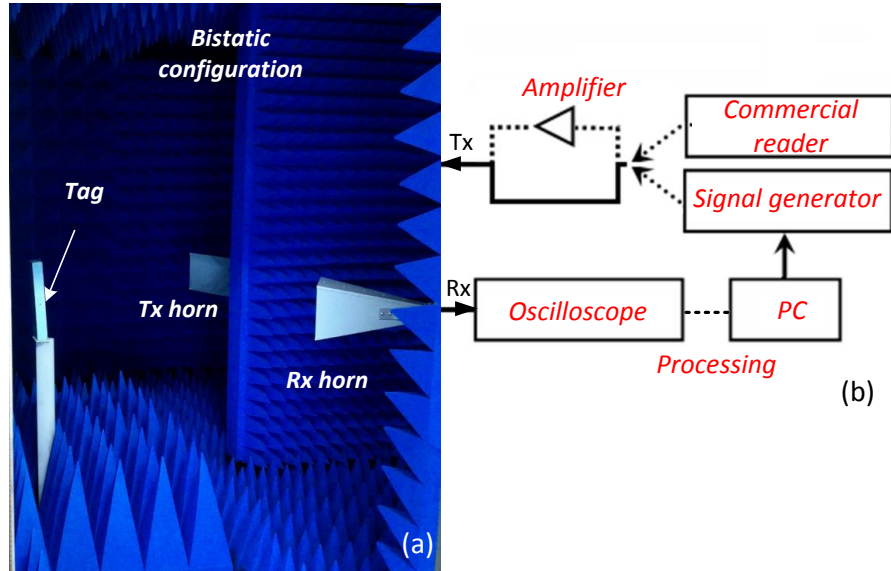 Bistatic
configuration
Tag
Tx horn
Rx horn
(a)
Amplifier
Commercial
reader
Tx
Signal generator
Rx
Oscilloscope
PC
Processing
(b)